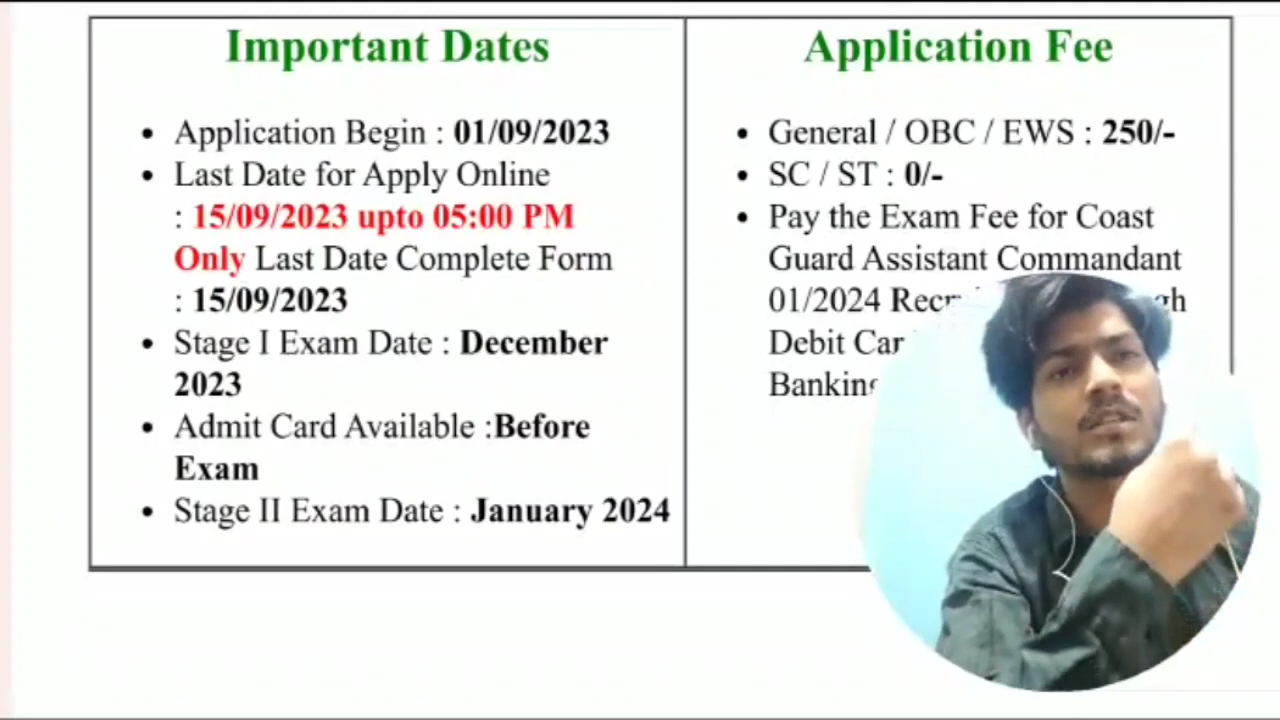 Important Dates
Application Begin : 01/09/2023
Last Date for Apply Online
: 15/09/2023 upto 05:00 PM
Only Last Date Complete Form
: 15/09/2023
Stage I Exam Date : December
2023
Admit Card Available :Before
Exam
Stage II Exam Date : January 2024
Application Fee
General / OBC / EWS : 250/-
SC / ST : 0/-
Pay the Exam Fee for Coast
Guard Assistant Commandant
01/2024
Debit